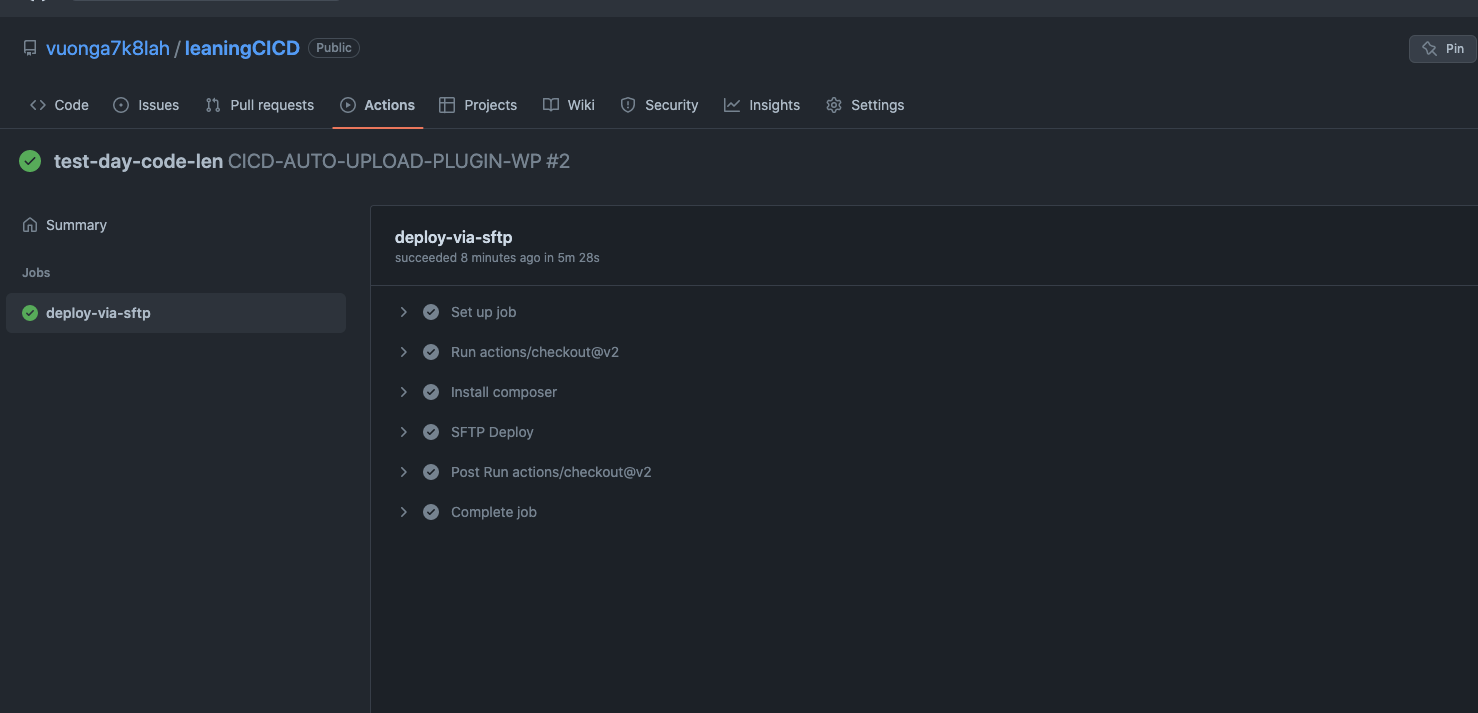 vuonga7k8lah / leaningCICD Public
Pin
Code Issues Pull requests Actions Projects Wiki Security Insights Settings
test-day-code-len CICD-AUTO-UPLOAD-PLUGIN-WP #2
Summary
Jobs
deploy-via-sftp
deploy-via-sftp
succeeded 8 minutes ago in 5m 28s
Set up job
Run actions/checkout@v2
Install composer
SFTP Deploy
Post Run actions/checkout@v2
Complete job